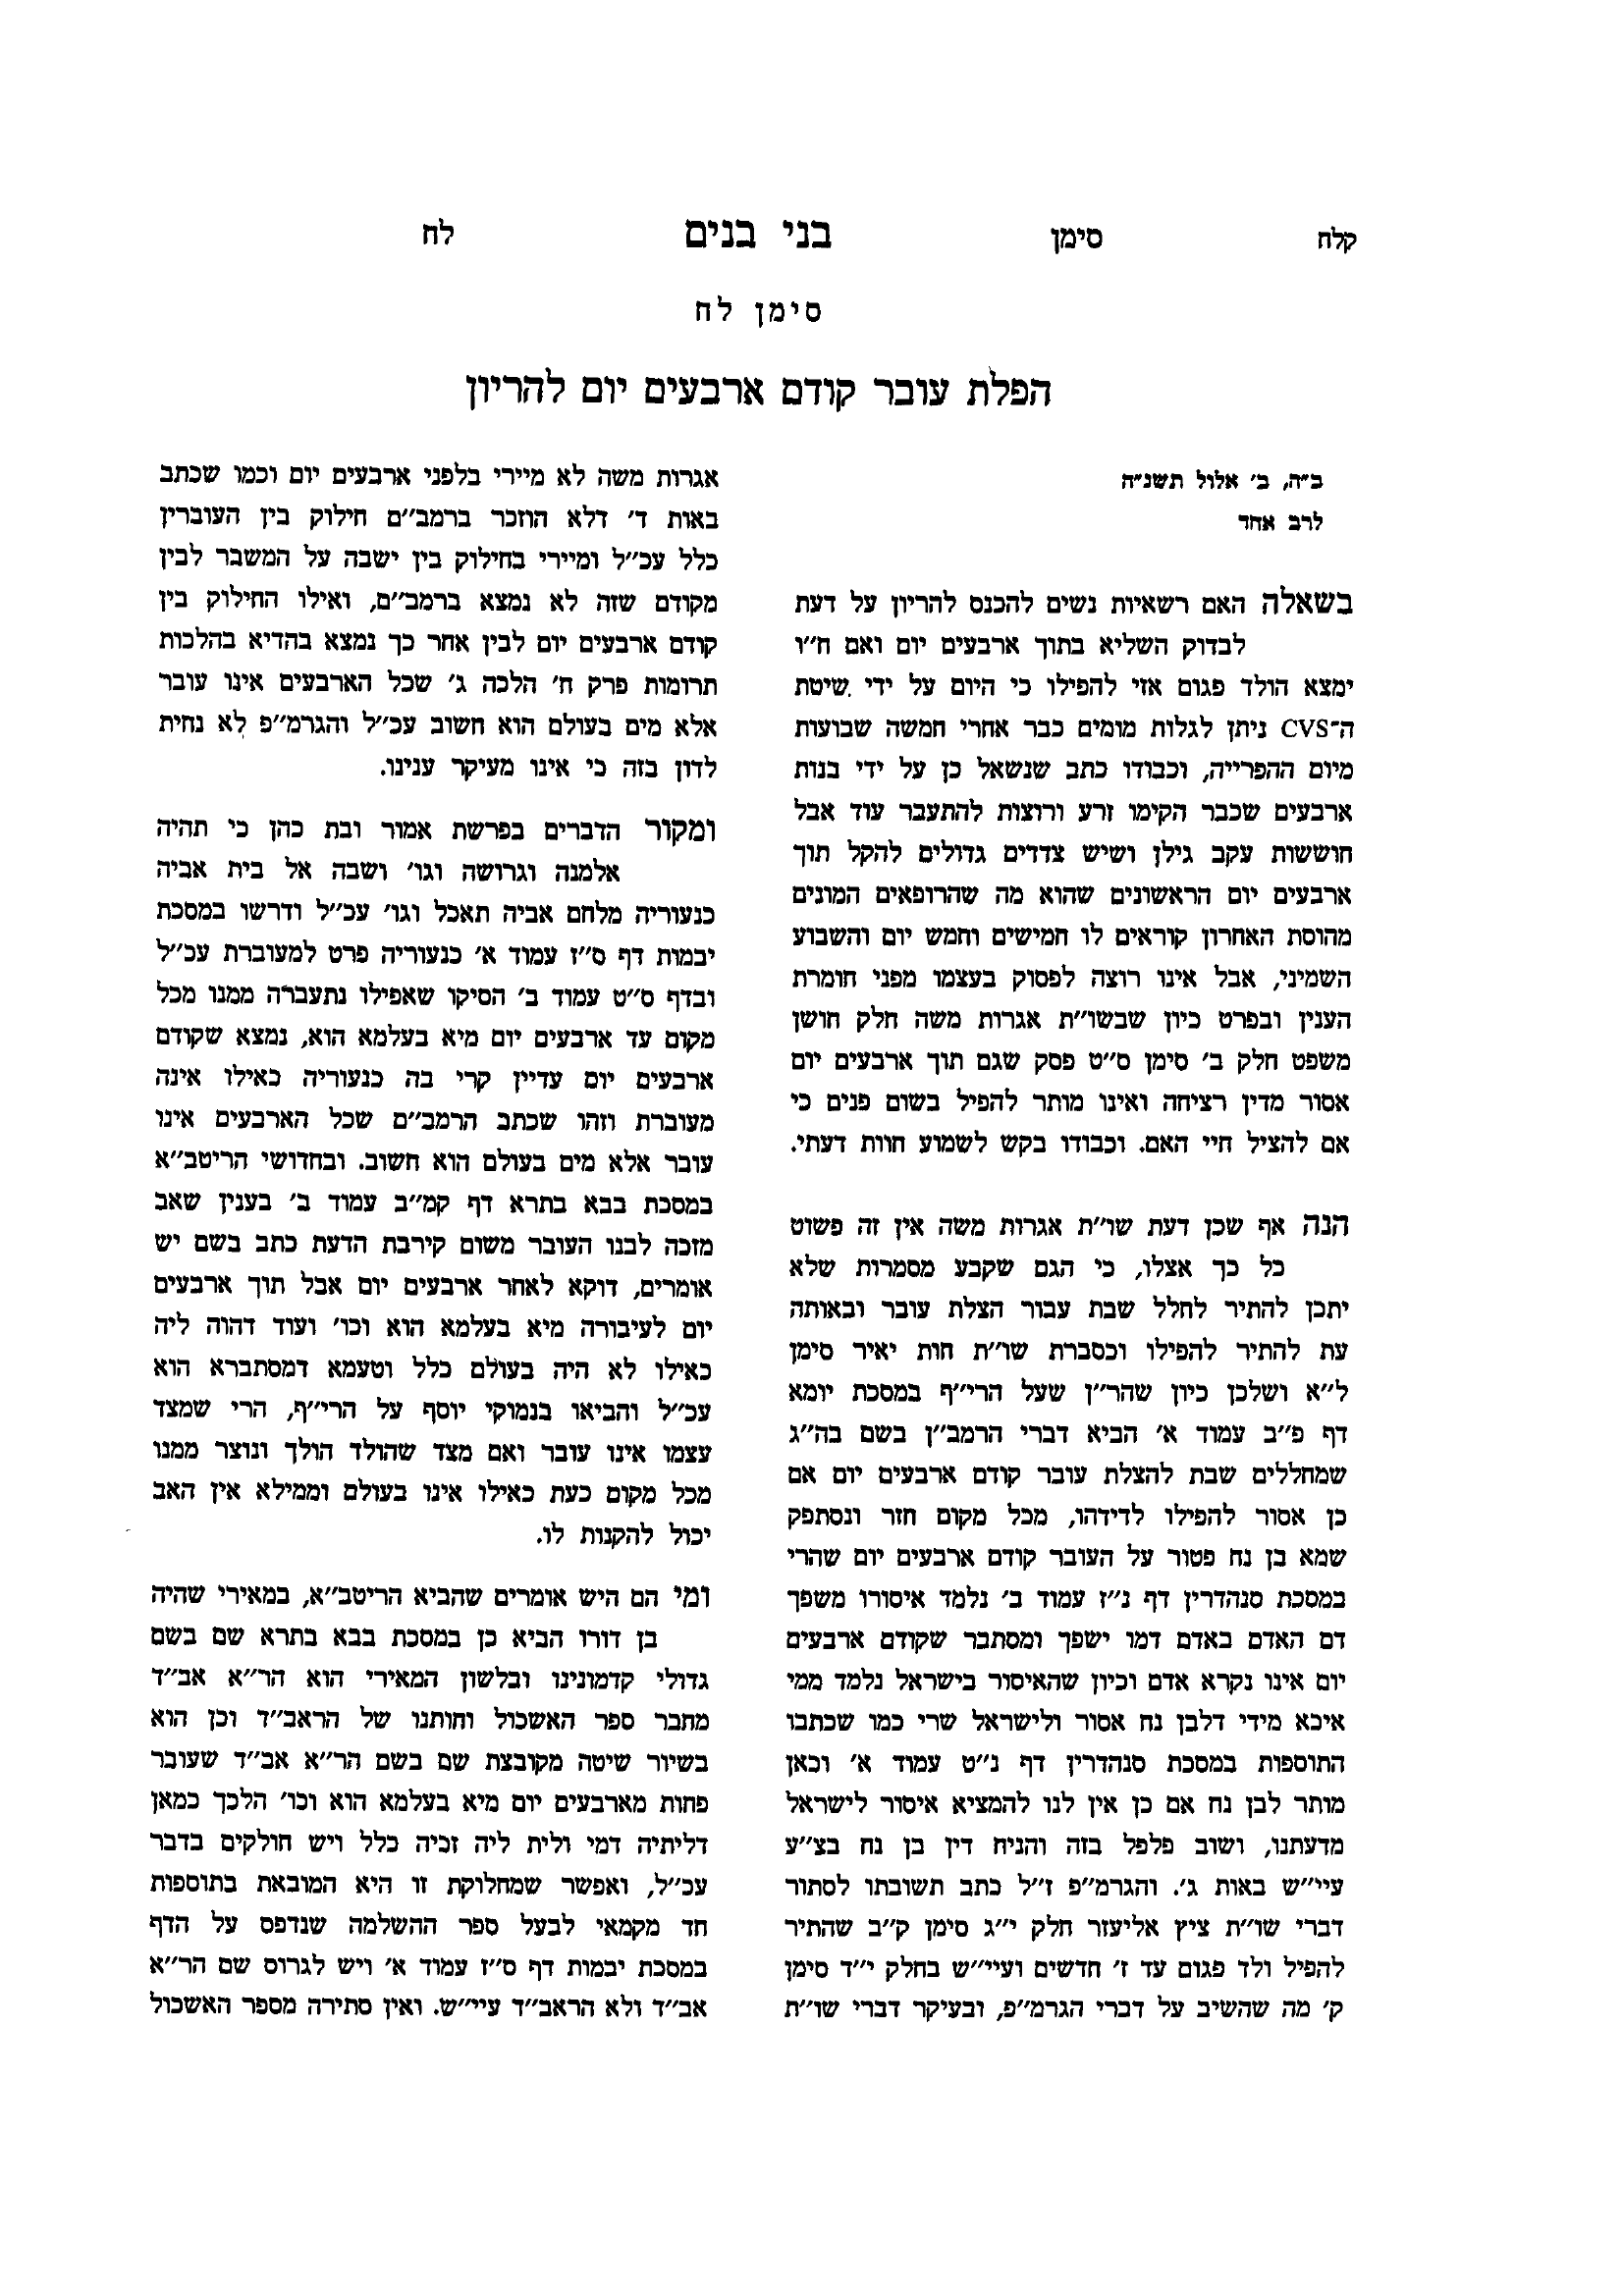 קלח סימן בני בנים לח
סימן לח
הפלת עובר קודם ארבעים יום להריון
ב״ה, ב׳ אלול תשנ״ח
לרב אחד
בשאלה האם רשאיות נשים להכנס להריון על דעת
לבדוק השליא בתוך ארבעים יום ואם ח״ו
ימצא הולד פגום אזי להפילו כי היום על ידי שיטת
ה־CVS ניתן לגלות מומים כבר אחרי חמשה שבועות
מיום ההפרייה, וכבודו כתב שנשאל כן על ידי בנות
ארבעים שכבר הקימו זרע ורוצות להתעבר עוד אבל
חוששות עקב גילן ושיש צדדים גדולים להקל תוך
ארבעים יום הראשונים שהוא מה שהרופאים המונים
מהוסת האחרון קוראים לו חמישים וחמש יום והשבוע
השמיני, אבל אינו רוצה לפסוק בעצמו מפני חומרת
הענין ובפרט כיון שבשו״ת אגרות משה חלק חושן
משפט חלק ב׳ סימן ס״ט פסק שגם תוך ארבעים יום
אסור מדין רציחה ואינו מותר להפיל בשום פנים כי
אם להציל חיי האם. וכבודו בקש לשמוע חוות דעתי.
הנה אף שכן דעת שו״ת אגרות משה אין זה פשוט
כל כך אצלו, כי הגם שקבע מסמרות שלא
יתכן להתיר לחלל שבת עבור הצלת עובר ובאותה
עת להתיר להפילו וכסברת שו״ת חות יאיר סימן
ל״א ושלכן כיון שהר״ן שעל הרי״ף במסכת יומא
דף פ״ב עמוד א׳ הביא דברי הרמב״ן בשם בה״ג
שמחללים שבת להצלת עובר קודם ארבעים יום אם
כן אסור להפילו לדידהו, מכל מקום חזר ונסתפק
שמא בן נח פטור על העובר קודם ארבעים יום שהרי
במסכת סנהדרין דף נ״ז עמוד ב׳ נלמד איסורו משפך
דם האדם באדם דמו ישפך ומסתבר שקודם ארבעים
יום אינו נקרא אדם וכיון שהאיסור בישראל נלמד ממי
איכא מידי דלבן נח אסור ולישראל שרי כמו שכתבו
התוספות במסכת סנהדרין דף נ״ט עמוד א׳ וכאן
מותר לבן נח אם כן אין לנו להמציא איסור לישראל
מדעתנו, ושוב פלפל בזה והניח דין בן נח בצ״ע
עיי״ש באות ג׳. והגרמ״פ ז״ל כתב תשובתו לסתור
דברי שו״ת ציץ אליעזר חלק י״ג סימן ק״ב שהתיר
להפיל ולד פגום עד ז׳ חדשים ועיי״ש בחלק י״ד סימן
ק׳ מה שהשיב על דברי הגרמ״פ, ובעיקר דברי שו״ת
אגרות משה לא מיירי בלפני ארבעים יום וכמו שכתב
באות ד׳ דלא הוזכר ברמב״ם חילוק בין העוברין
כלל עכ״ל ומיירי בחילוק בין ישבה על המשבר לבין
מקודם שזה לא נמצא ברמב״ם, ואילו החילוק בין
קודם ארבעים יום לבין אחר כך נמצא בהדיא בהלכות
תרומות פרק ח׳ הלכה ג׳ שכל הארבעים אינו עובר
אלא מים בעולם הוא חשוב עכ״ל והגרמ״פ לא נחית
לדון בזה כי אינו מעיקר ענינו.
ומקור הדברים בפרשת אמור ובת כהן כי תהיה
אלמנה וגרושה וגו׳ ושבה אל בית אביה
כנעוריה מלחם אביה תאכל וגו׳ עכ״ל ודרשו במסכת
יבמות דף ס״ז עמוד א׳ כנעוריה פרט למעוברת עכ״ל
ובדף ס״ט עמוד ב׳ הסיקו שאפילו נתעברה ממנו מכל
מקום עד ארבעים יום מיא בעלמא הוא, נמצא שקודם
ארבעים יום עדיין קרי בה כנעוריה כאילו אינה
מעוברת וזהו שכתב הרמב״ם שכל הארבעים אינו
עובר אלא מים בעולם הוא חשוב. ובחדושי הריטב״א
במסכת בבא בתרא דף קמ״ב עמוד ב׳ בענין שאב
מזכה לבנו העובר משום קירבת הדעת כתב בשם יש
אומרים, דוקא לאחר ארבעים יום אבל תוך ארבעים
יום לעיבורה מיא בעלמא הוא וכו׳ ועוד דהוה ליה
כאילו לא היה בעולם כלל וטעמא דמסתברא הוא
עכ״ל והביאו בנמוקי יוסף על הרי״ף, הרי שמצד
עצמו אינו עובר ואם מצד שהולד הולך ונוצר ממנו
מכל מקום כעת כאילו אינו בעולם וממילא אין האב
יכול להקנות לו.
ומי הם היש אומרים שהביא הריטב״א, במאירי שהיה
בן דורו הביא כן במסכת בבא בתרא שם בשם
גדולי קדמונינו ובלשון המאירי הוא הר״א אב״ד
מחבר ספר האשכול וחותנו של הראב״ד וכן הוא
בשיור שיטה מקובצת שם בשם הר״א אב״ד שעובר
פחות מארבעים יום מיא בעלמא הוא וכו׳ הלכך כמאן
דליתיה דמי ולית ליה זכיה כלל ויש חולקים בדבר
עכ״ל, ואפשר שמחלוקת זו היא המובאת בתוספות
חד מקמאי לבעל ספר ההשלמה שנדפס על הדף
במסכת יבמות דף ס״ז עמוד א׳ ויש לגרוס שם הר״א
אב״ד ולא הראב״ד עיי״ש. ואין סתירה מספר האשכול